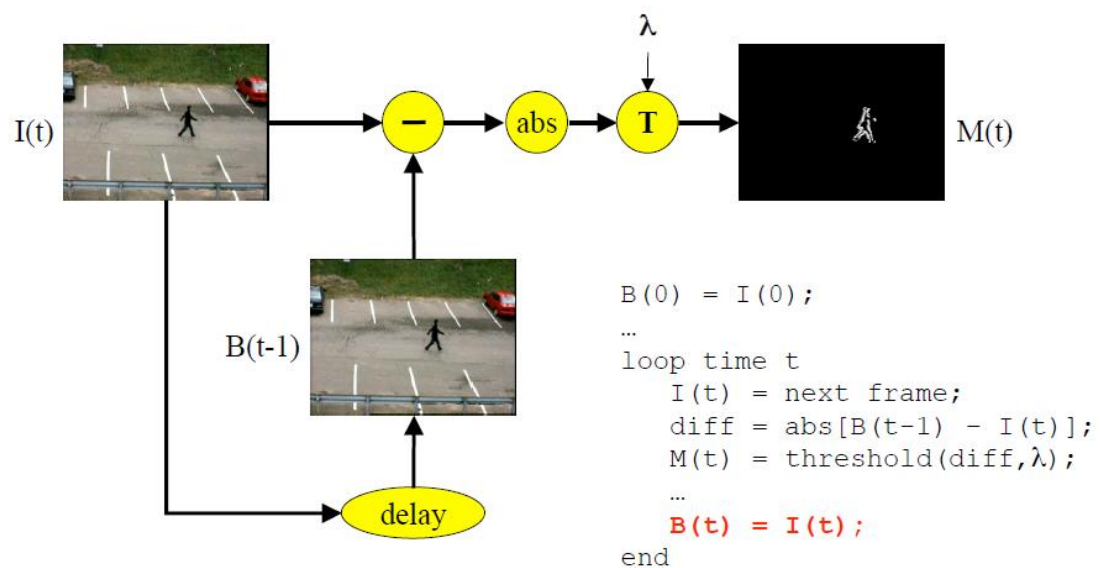 λ
I(t)
−
abs
T
M(t)
B(t-1)
delay
B(0) = I(0);
…
loop time t
I(t) = next frame;
diff = abs[B(t-1) – I(t)];
M(t) = threshold(diff,λ);
…
B(t) = I(t);
end